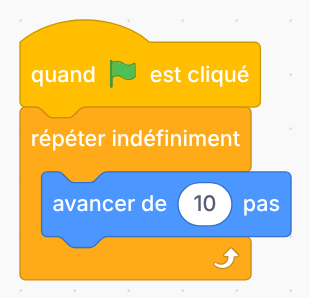 quand est cliqué
répéter indéfiniment
avancer de 10 pas